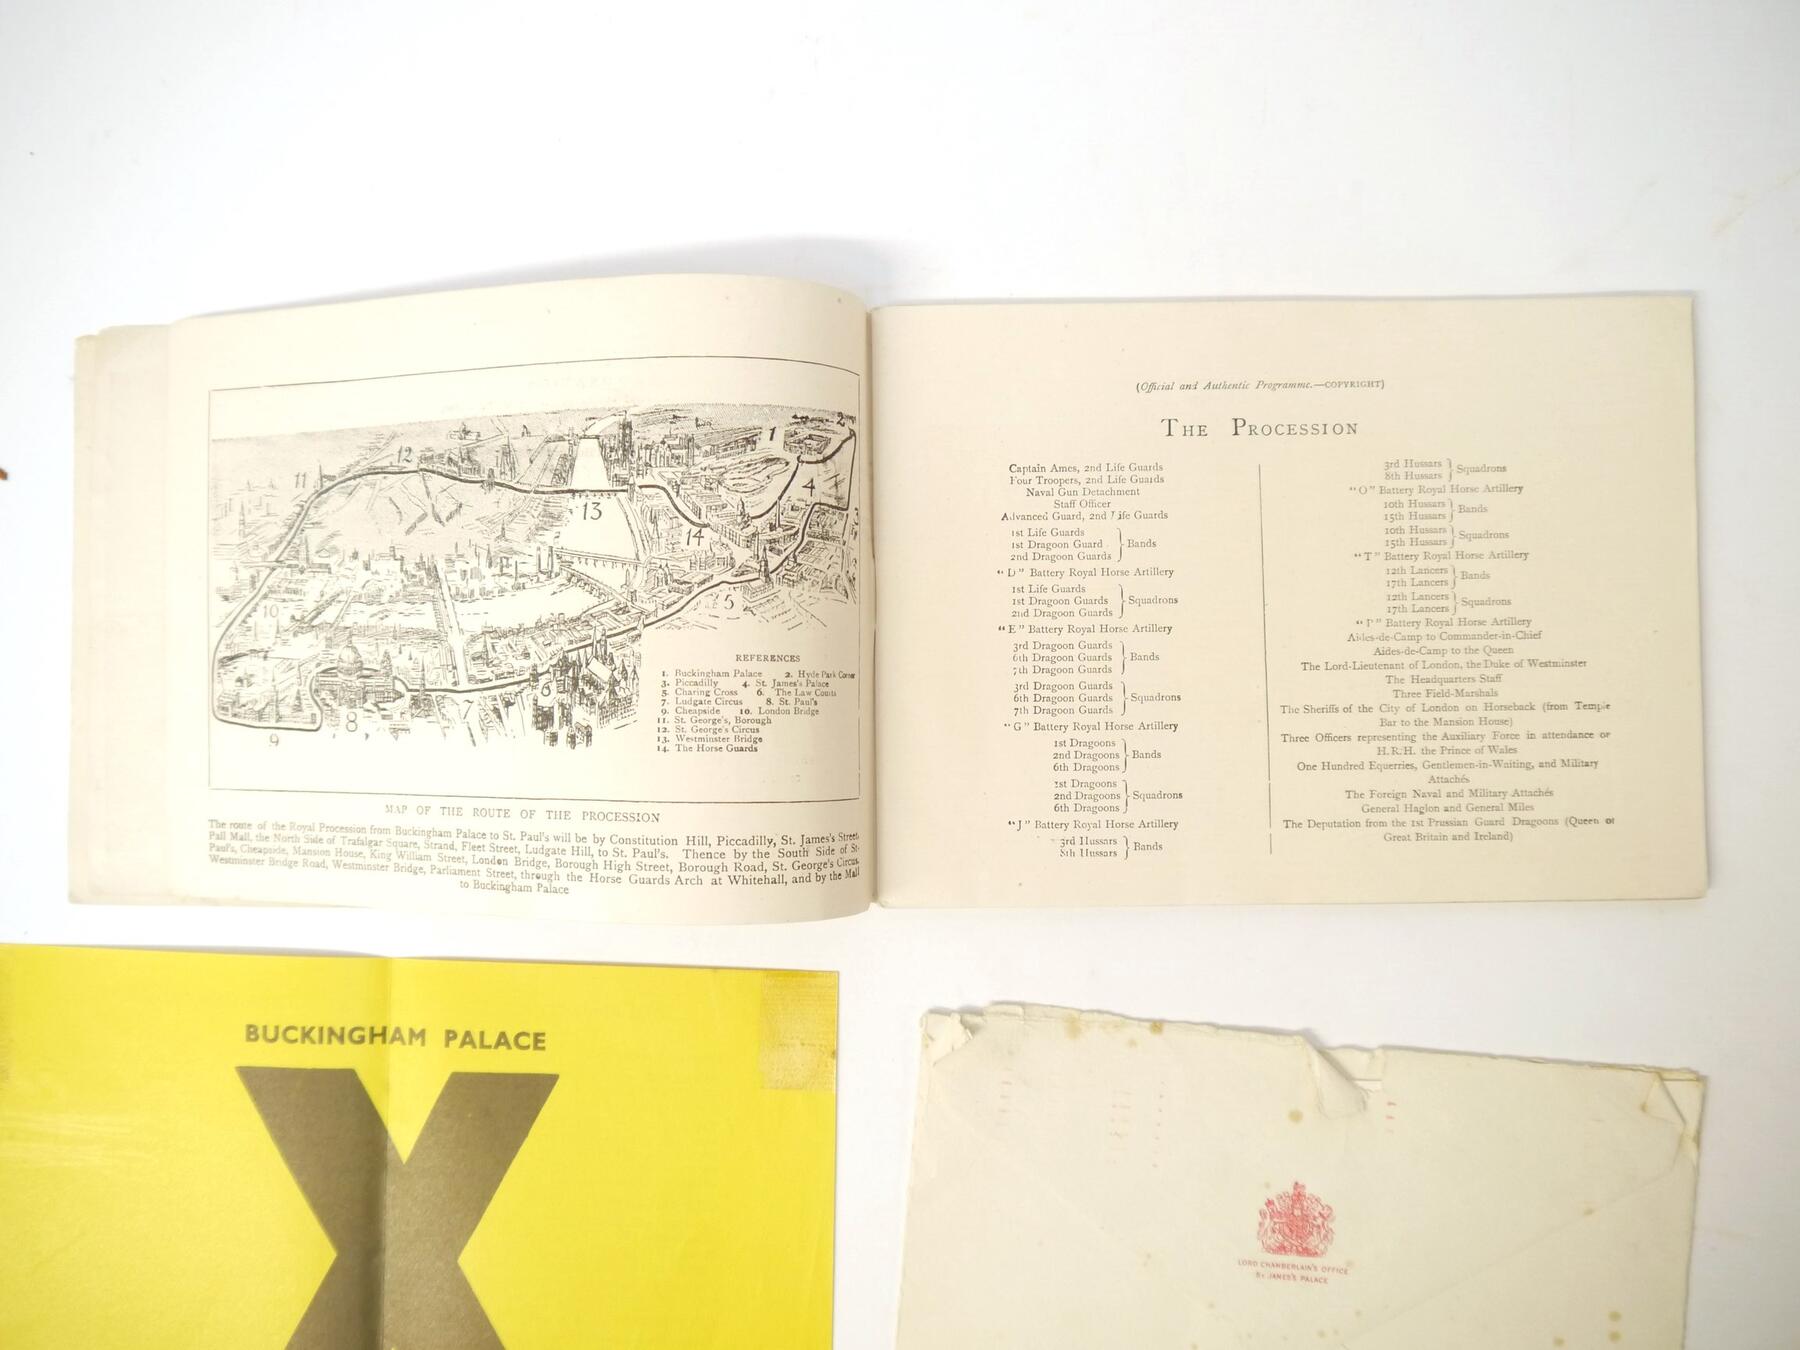 1
2
12
11
4
13
14
5
10
6
7
8
9
REFERENCES
1. Buckingham Palace 2. Hyde Park Corner
3. Piccadilly 4. St. James's Palace
5. Charing Cross 6. The Law Courts
7. Ludgate Circus 8. St. Paul's
9. Cheapside 10. London Bridge
11. St. George's, Borough
12. St. George's Circus
13. Westminster Bridge
14. The Horse Guards
MAP OF THE ROUTE OF THE PROCESSION
The route of the Royal Procession from Buckingham Palace to St. Paul's will be by Constitution Hill, Piccadilly, St. James's Street,
Pall Mall, the North Side of Trafalgar Square, Strand, Fleet Street, Ludgate Hill, to St. Paul's. Thence by the South Side of St.
Paul's, Cheapside, Mansion House, King William Street, London Bridge, Borough High Street, Borough Road, St. George's Circus,
Westminster Bridge Road, Westminster Bridge, Parliament Street, through the Horse Guards Arch at Whitehall, and by the Mall
to Buckingham Palace
(Official and Authentic Programme.—COPYRIGHT)
THE PROCESSION
Captain Ames, 2nd Life Guards
Four Troopers, 2nd Life Guards
Naval Gun Detachment
Staff Officer
Advanced Guard, 2nd Life Guards
1st Life Guards
1st Dragoon Guard Bands
2nd Dragoon Guards
"D" Battery Royal Horse Artillery
1st Life Guards
1st Dragoon Guards Squadrons
2nd Dragoon Guards
"E" Battery Royal Horse Artillery
3rd Dragoon Guards
6th Dragoon Guards Bands
7th Dragoon Guards
3rd Dragoon Guards
6th Dragoon Guards Squadrons
7th Dragoon Guards
"G" Battery Royal Horse Artillery
1st Dragoons
2nd Dragoons Bands
6th Dragoons
1st Dragoons
2nd Dragoons Squadrons
6th Dragoons
"J" Battery Royal Horse Artillery
3rd Hussars
8th Hussars Bands
3rd Hussars
8th Hussars Squadrons
"O" Battery Royal Horse Artillery
10th Hussars
15th Hussars Bands
10th Hussars
15th Hussars Squadrons
"T" Battery Royal Horse Artillery
12th Lancers
17th Lancers Bands
12th Lancers
17th Lancers Squadrons
Battery Royal Horse Artillery
Aides-de-Camp to Commander-in-Chief
Aides-de-Camp to the Queen
The Lord-Lieutenant of London, the Duke of Westminster
The Headquarters Staff
Three Field-Marshals
The Sheriffs of the City of London on Horseback (from Temple
Bar to the Mansion House)
Three Officers representing the Auxiliary Force in attendance on
H.R.H. the Prince of Wales
One Hundred Equerries, Gentlemen-in-Waiting, and Military
Attachés
The Foreign Naval and Military Attachés
General Haglon and General Miles
The Deputation from the 1st Prussian Guard Dragoons (Queen of
Great Britain and Ireland)
BUCKINGHAM PALACE
X
LORD CHAMBERLAIN'S OFFICE
ST. JAMES'S PALACE